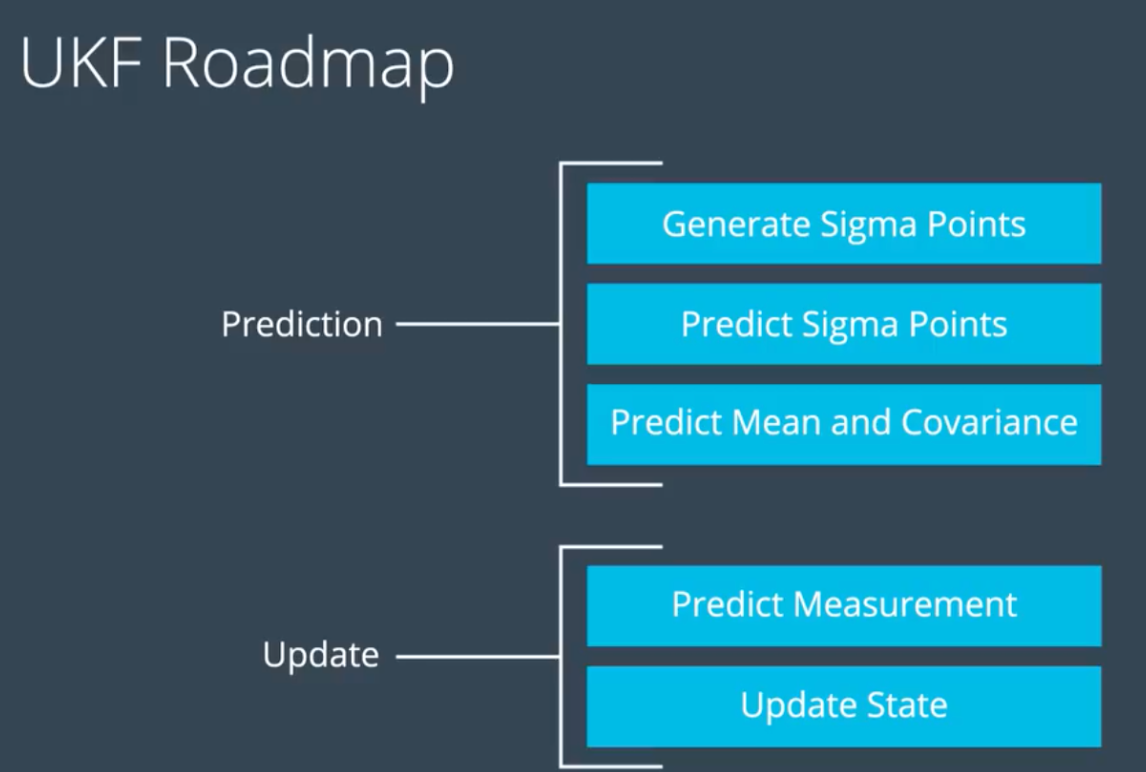 UKF Roadmap
Prediction
Generate Sigma Points
Predict Sigma Points
Predict Mean and Covariance
Update
Predict Measurement
Update State